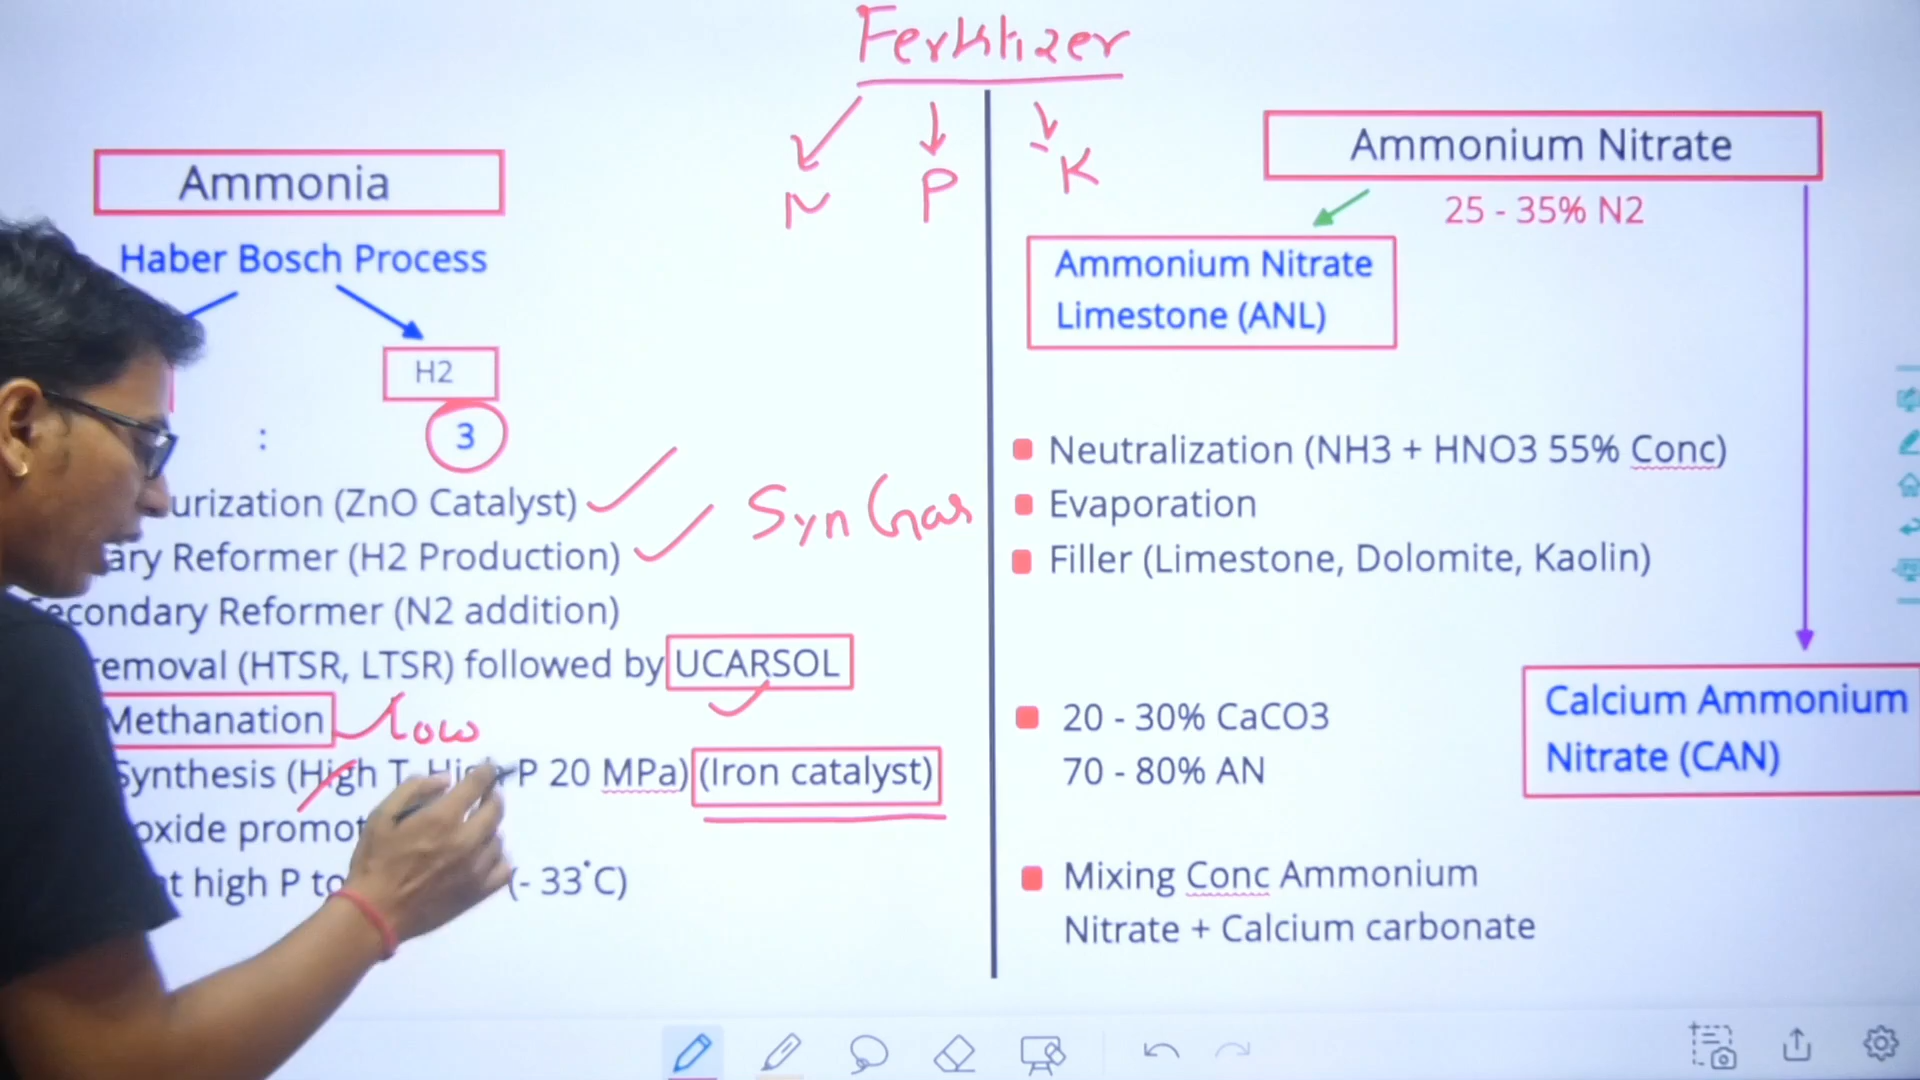 Fertilizer
N P K
Ammonia
Haber Bosch Process
H2
: 3
urization (ZnO Catalyst)
ary Reformer (H2 Production)
Syn Gas
econdary Reformer (N2 addition)
removal (HTSR, LTSR) followed by UCARSOL
Methanation low
Synthesis (High T, High P 20 MPa) (Iron catalyst)
oxide promot
t high P to (- 33°C)
Ammonium Nitrate
25 - 35% N2
Ammonium Nitrate
Limestone (ANL)
Neutralization (NH3 + HNO3 55% Conc)
Evaporation
Filler (Limestone, Dolomite, Kaolin)
Calcium Ammonium
Nitrate (CAN)
20 - 30% CaCO3
70 - 80% AN
Mixing Conc Ammonium
Nitrate + Calcium carbonate